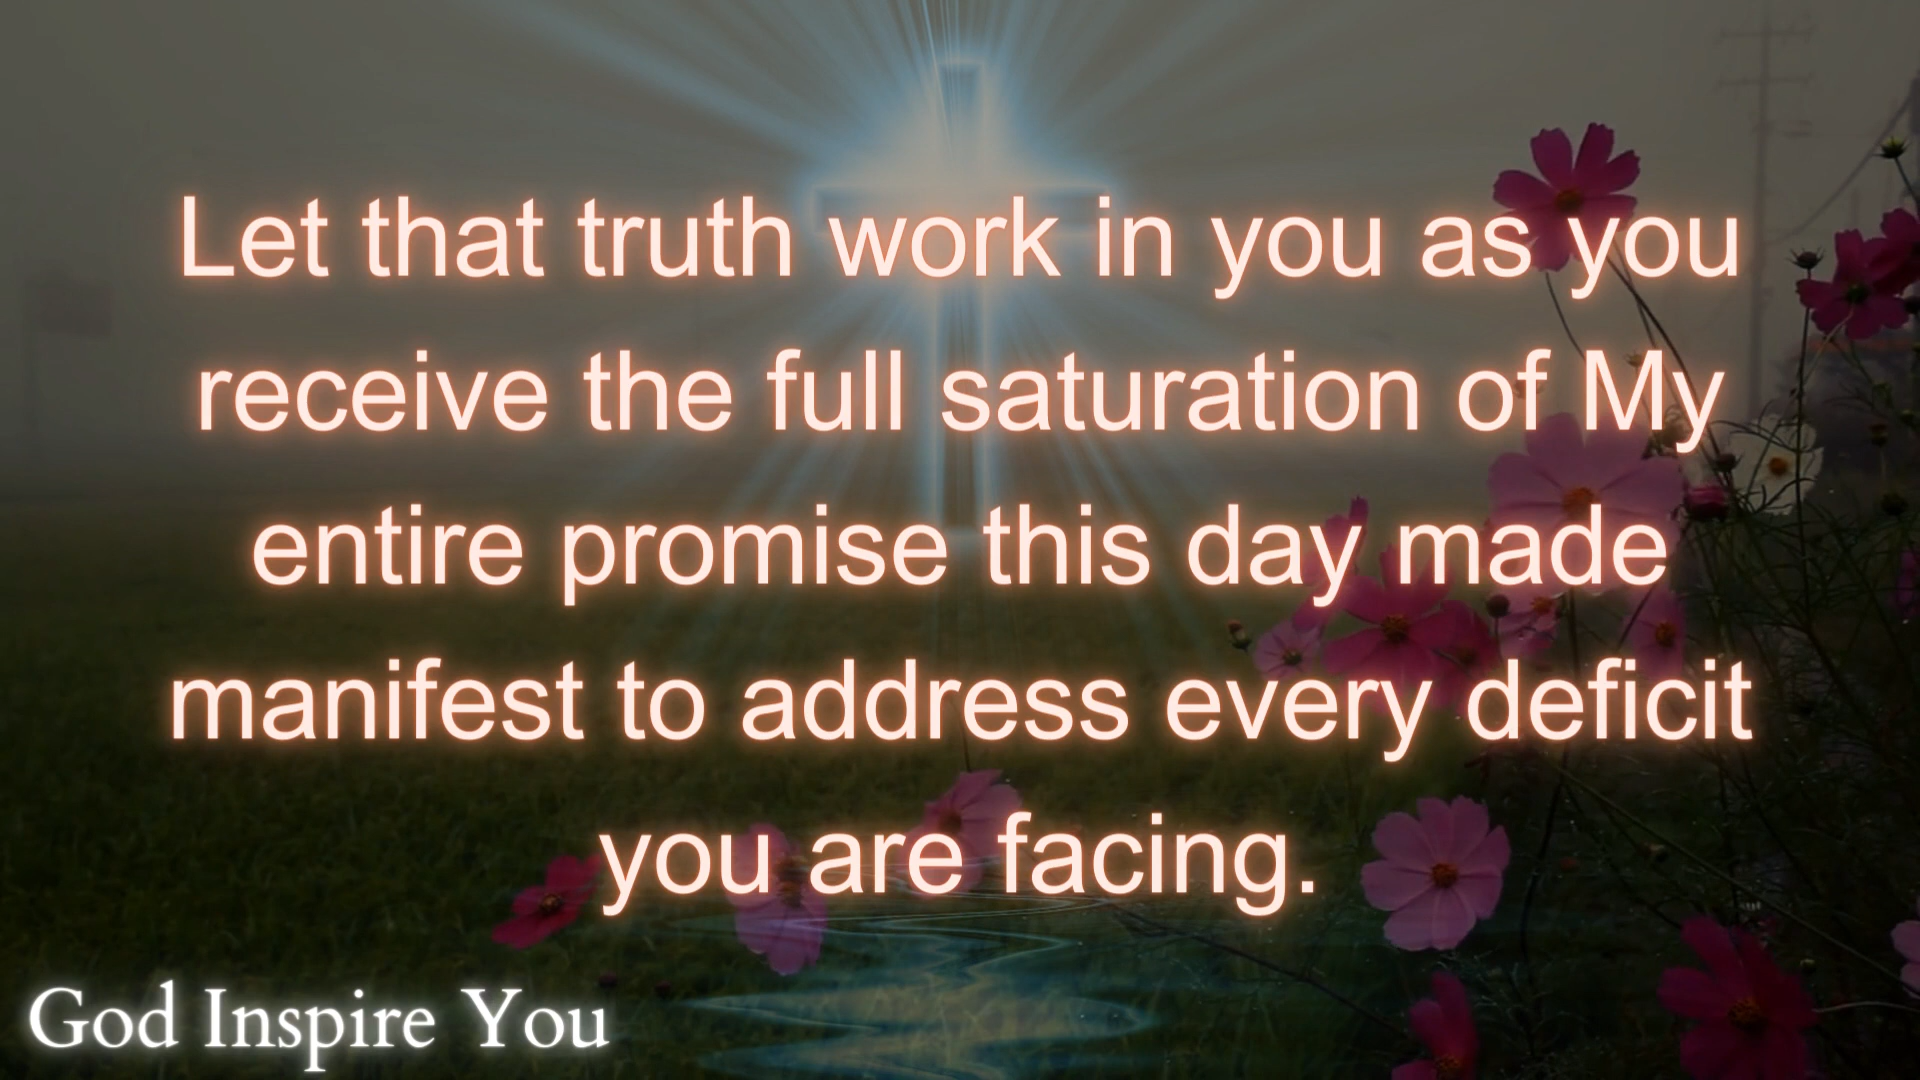 Let that truth work in you as you
receive the full saturation of My
entire promise this day made
manifest to address every deficit
you are facing.
God Inspire You